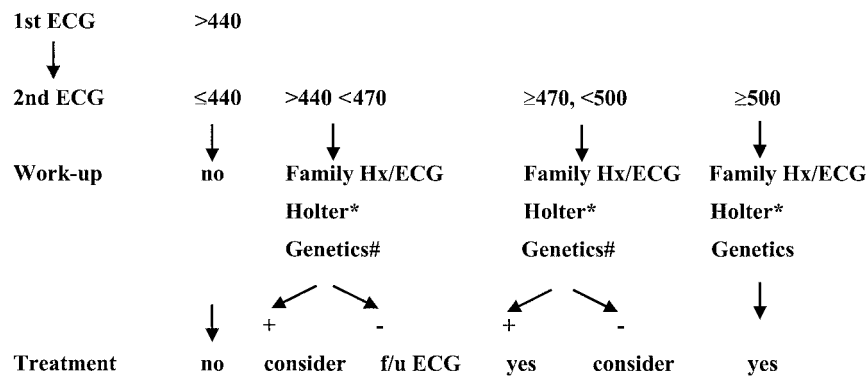 1st ECG >440
2nd ECG ≤440 >440 <470 ≥470, <500 ≥500
Work-up no Family Hx/ECG Family Hx/ECG Family Hx/ECG
Holter* Holter* Holter*
Genetics# Genetics# Genetics
+ - + -
Treatment no consider f/u ECG yes consider yes